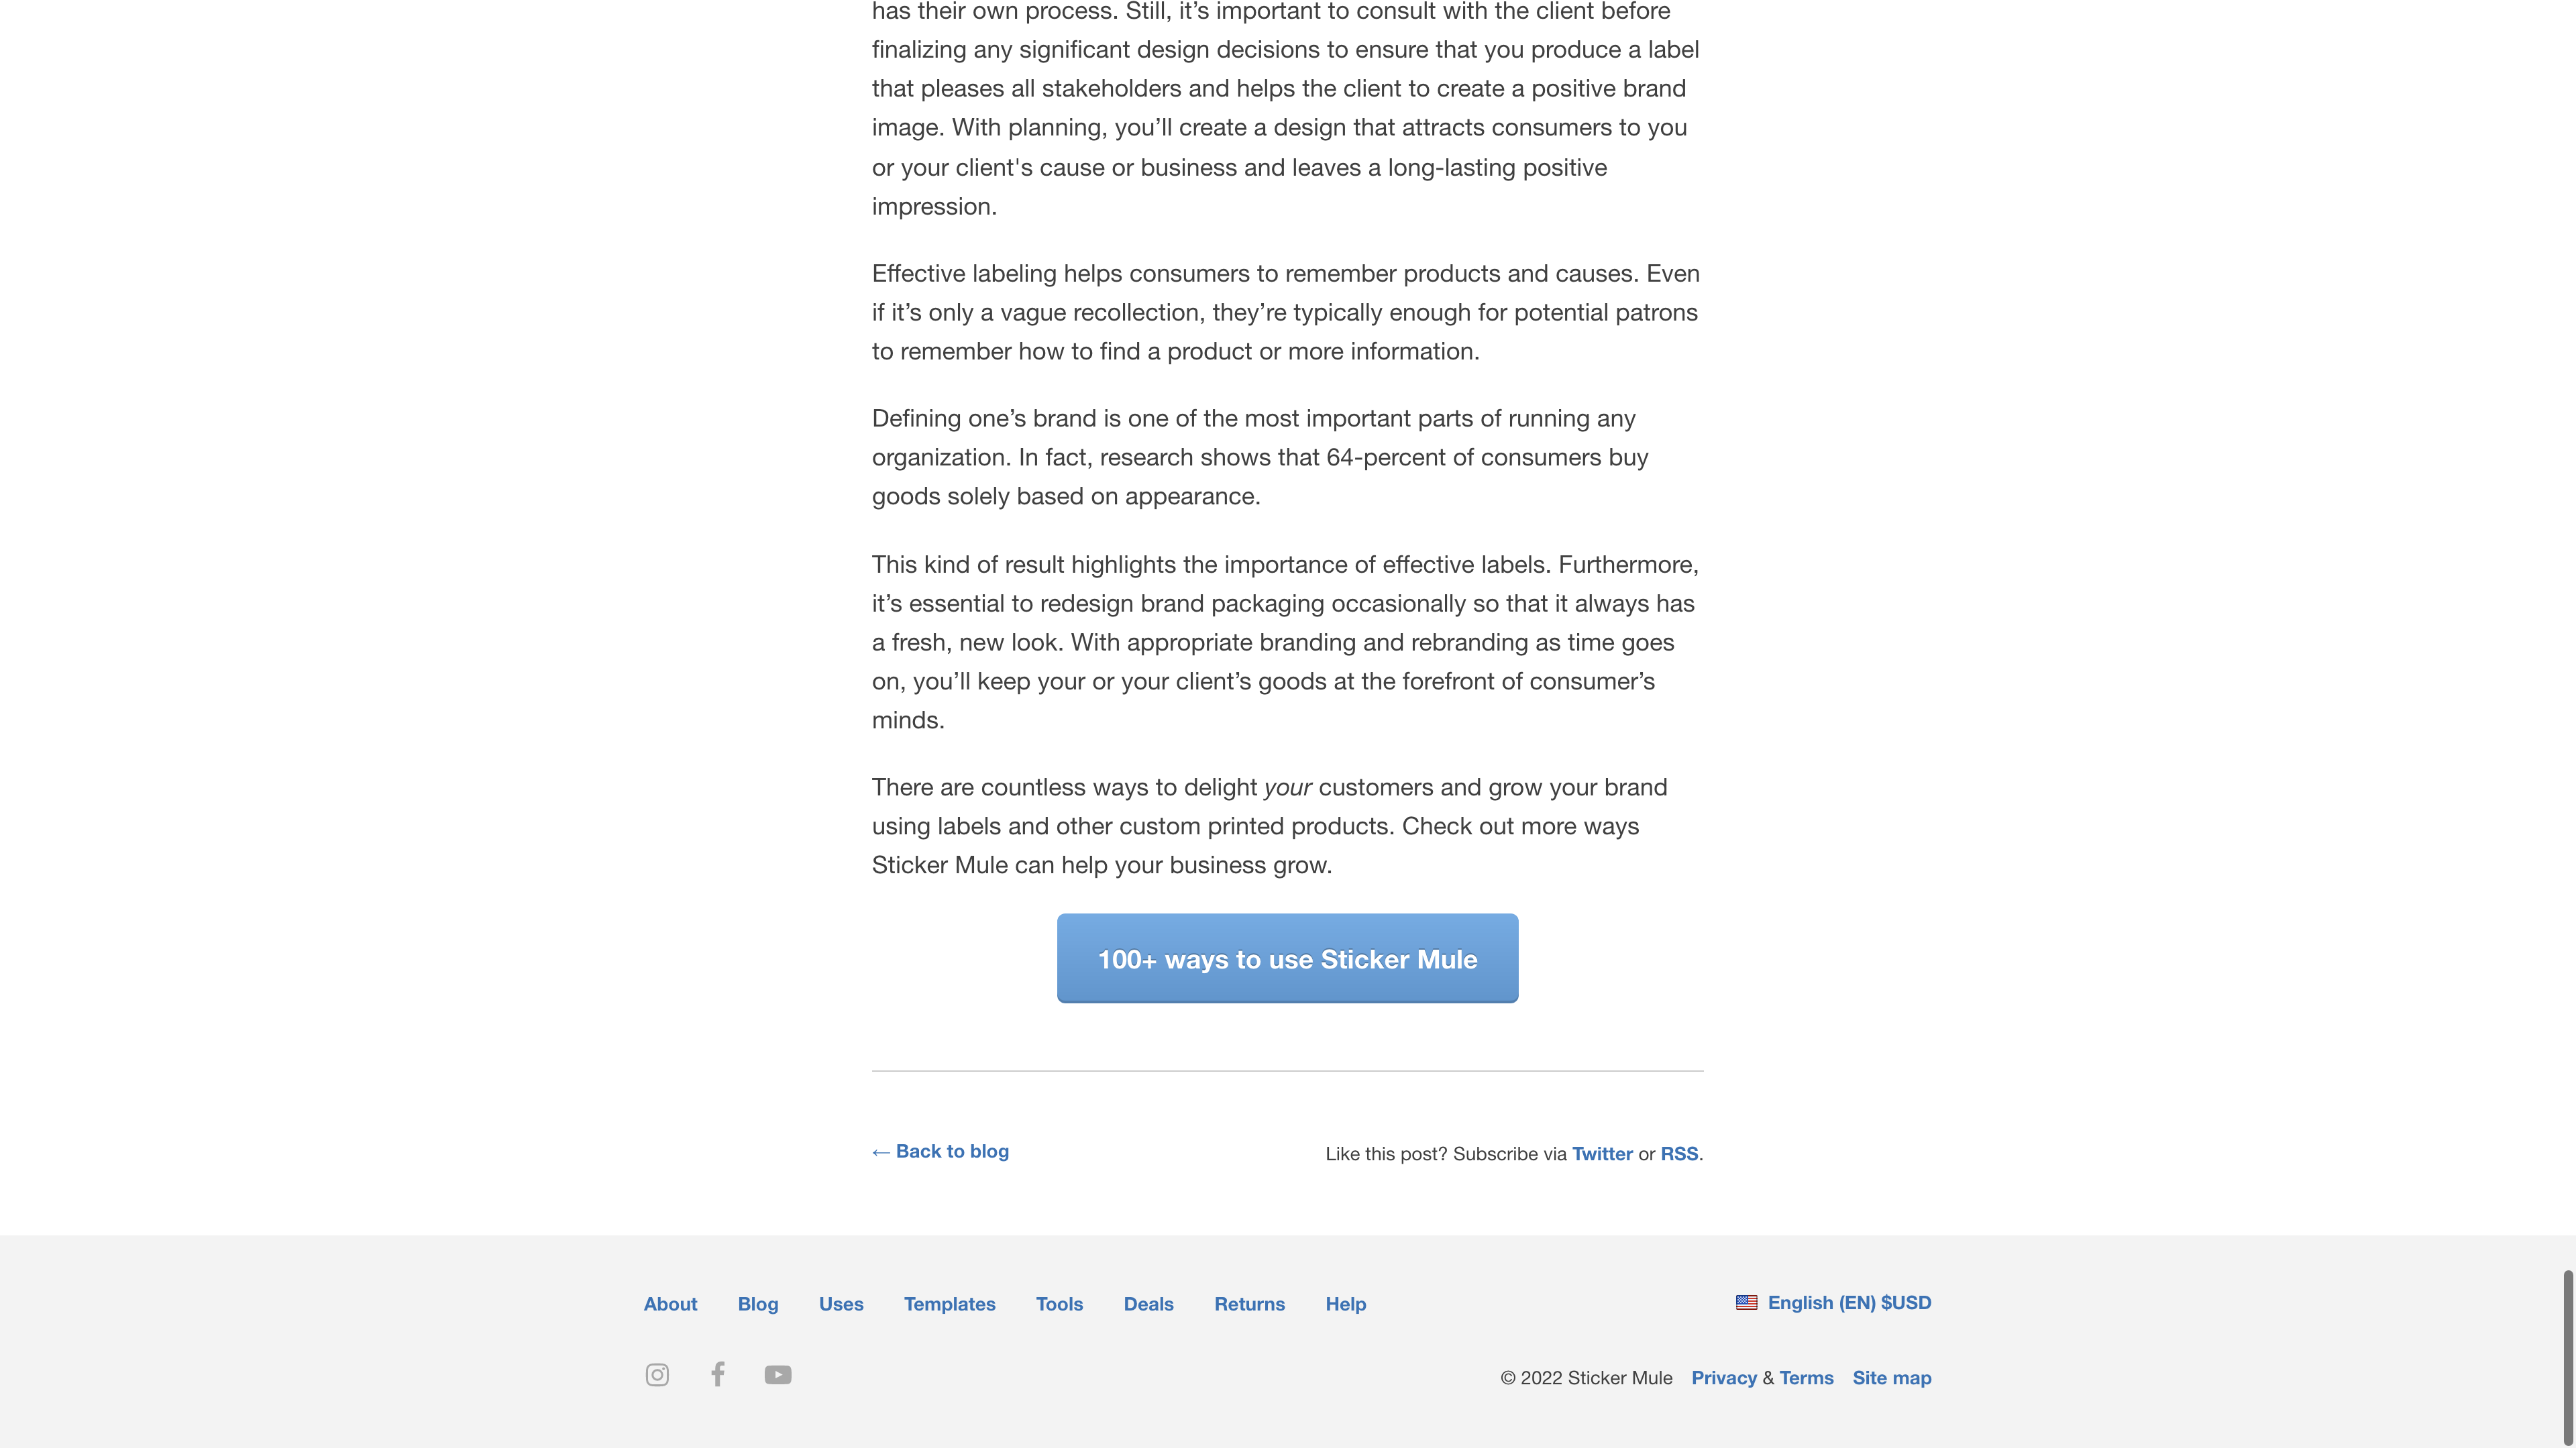 has their own process. Still, it’s important to consult with the client before
finalizing any significant design decisions to ensure that you produce a label
that pleases all stakeholders and helps the client to create a positive brand
image. With planning, you’ll create a design that attracts consumers to you
or your client's cause or business and leaves a long-lasting positive
impression.
Effective labeling helps consumers to remember products and causes. Even
if it’s only a vague recollection, they’re typically enough for potential patrons
to remember how to find a product or more information.
Defining one’s brand is one of the most important parts of running any
organization. In fact, research shows that 64-percent of consumers buy
goods solely based on appearance.
This kind of result highlights the importance of effective labels. Furthermore,
it’s essential to redesign brand packaging occasionally so that it always has
a fresh, new look. With appropriate branding and rebranding as time goes
on, you’ll keep your or your client’s goods at the forefront of consumer’s
minds.
There are countless ways to delight your customers and grow your brand
using labels and other custom printed products. Check out more ways
Sticker Mule can help your business grow.
100+ ways to use Sticker Mule
← Back to blog
Like this post? Subscribe via Twitter or RSS.
About Blog Uses Templates Tools Deals Returns Help
English (EN) $USD
© 2022 Sticker Mule Privacy & Terms Site map